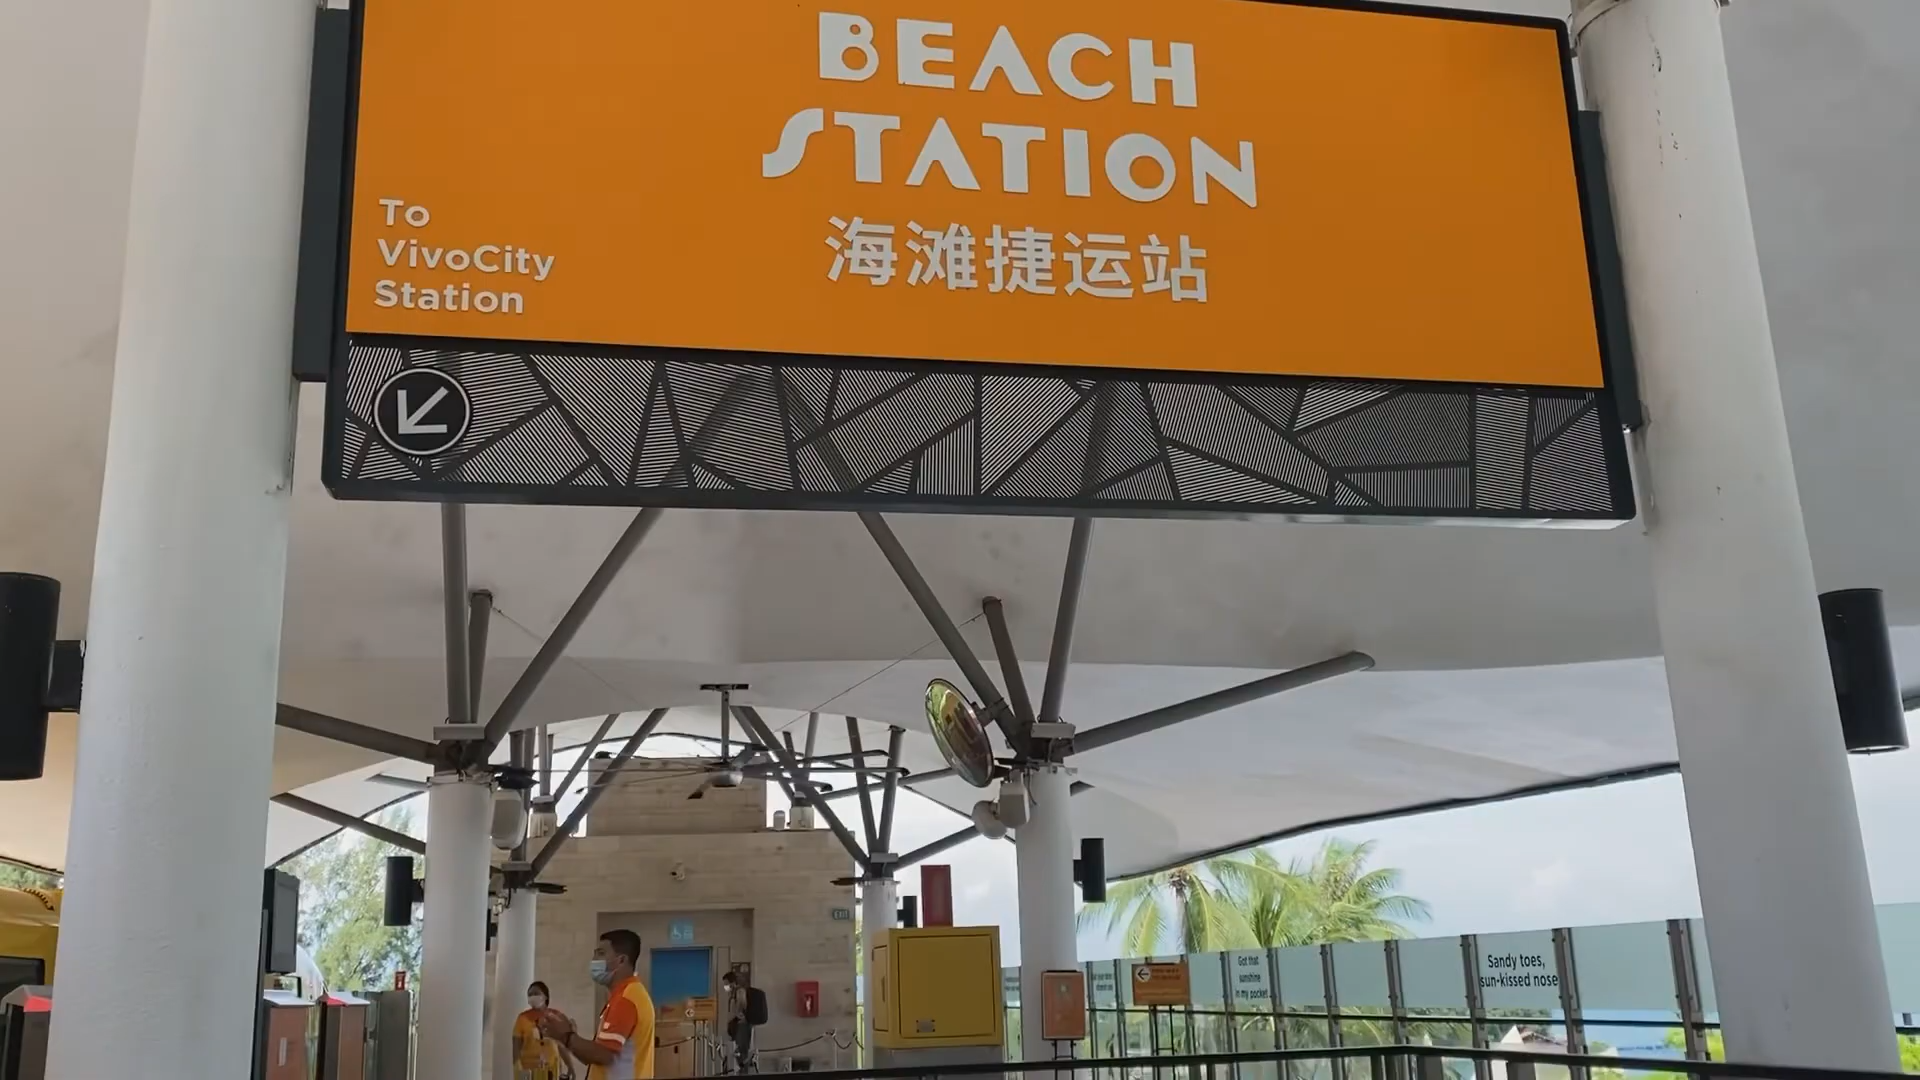 BEACH
STATION
海滩捷运站
To
VivoCity
Station
EXIT
Got that
sunshine
in my pocket
Sandy toes,
sun-kissed nose